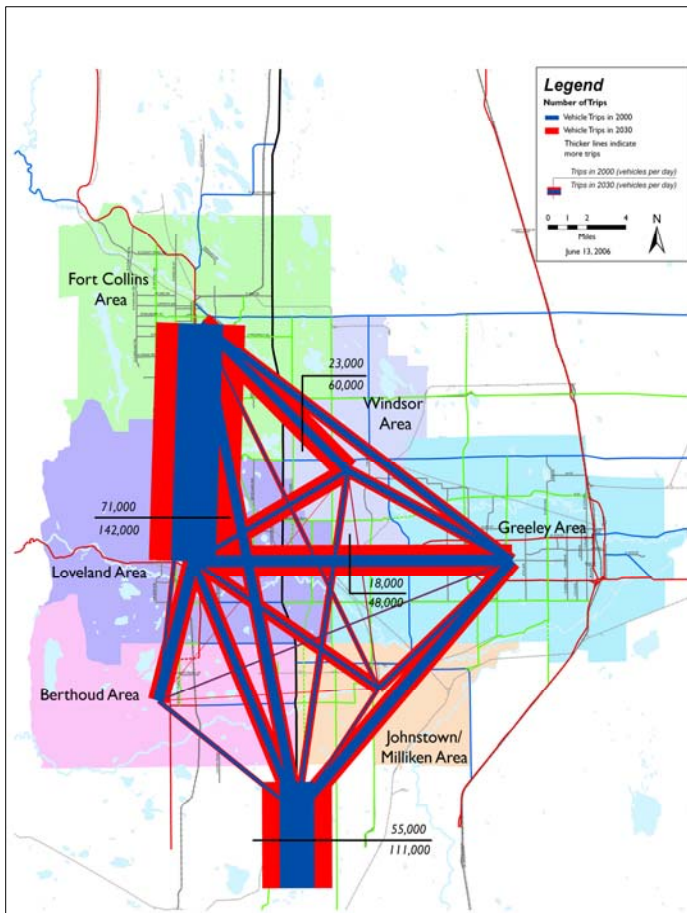 Legend
Number of Trips
Vehicle Trips in 2000
Vehicle Trips in 2030
Thicker lines indicate
more trips
Trips in 2000 (vehicles per day)
Trips in 2030 (vehicles per day)
0 1 2 4
Miles
N
June 13, 2006
Fort Collins
Area
23,000
60,000
Windsor
Area
71,000
142,000
Greeley Area
Loveland Area
18,000
48,000
Berthoud Area
Johnstown/
Milliken Area
55,000
111,000